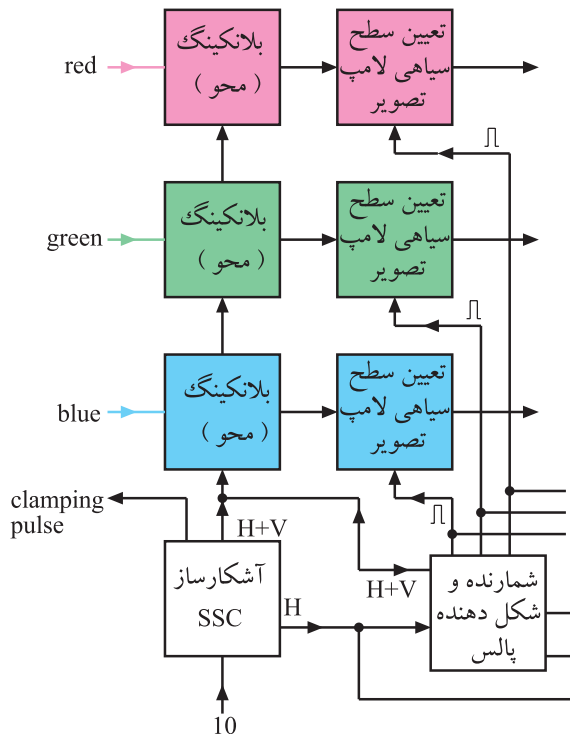 red
بلانکینگ
( محو )
تعیین سطح
سیاهی لامپ
تصویر
green
بلانکینگ
( محو )
تعیین سطح
سیاهی لامپ
تصویر
blue
بلانکینگ
( محو )
تعیین سطح
سیاهی لامپ
تصویر
clamping
pulse
H+V
آشکارساز
SSC
H
H+V
شمارنده و
شکل دهنده
پالس
10